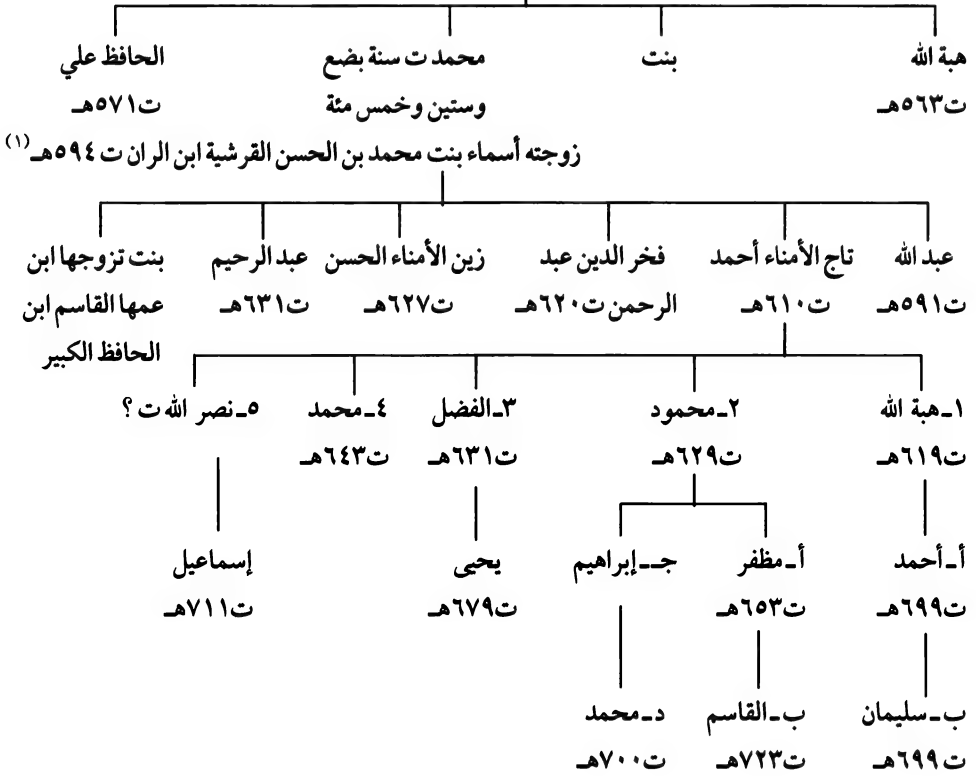 هبة الله بنت محمد ت سنة بضع الحافظ علي
ت٥٦٣هـ وستين وخمس مئة ت٥٧١هـ
زوجته أسماء بنت محمد بن الحسن القرشية ابن الران ت٥٩٤هـ(١)
عبد الله تاج الأمناء أحمد فخر الدين عبد زين الأمناء الحسن عبد الرحيم بنت تزوجها ابن
ت٥٩١هـ ت٦١٠هـ الرحمن ت٦٢٠هـ ت٦٢٧هـ ت٦٣١هـ عمها القاسم ابن
الحافظ الكبير
١ـ هبة الله ٢ـ محمود ٣ـ الفضل ٤ـ محمد ٥ـ نصر الله ت ؟
ت٦١٩هـ ت٦٢٩هـ ت٦٣١هـ ت٦٤٣هـ
أ ـ أحمد أ ـ مظفر جـ ـ إبراهيم يحيى إسماعيل
ت٦٩٩هـ ت٦٥٣هـ ت٦٧٩هـ ت٧١١هـ
ب ـ سليمان ب ـ القاسم د ـ محمد
ت٦٩٩هـ ت٧٢٣هـ ت٧٠٠هـ